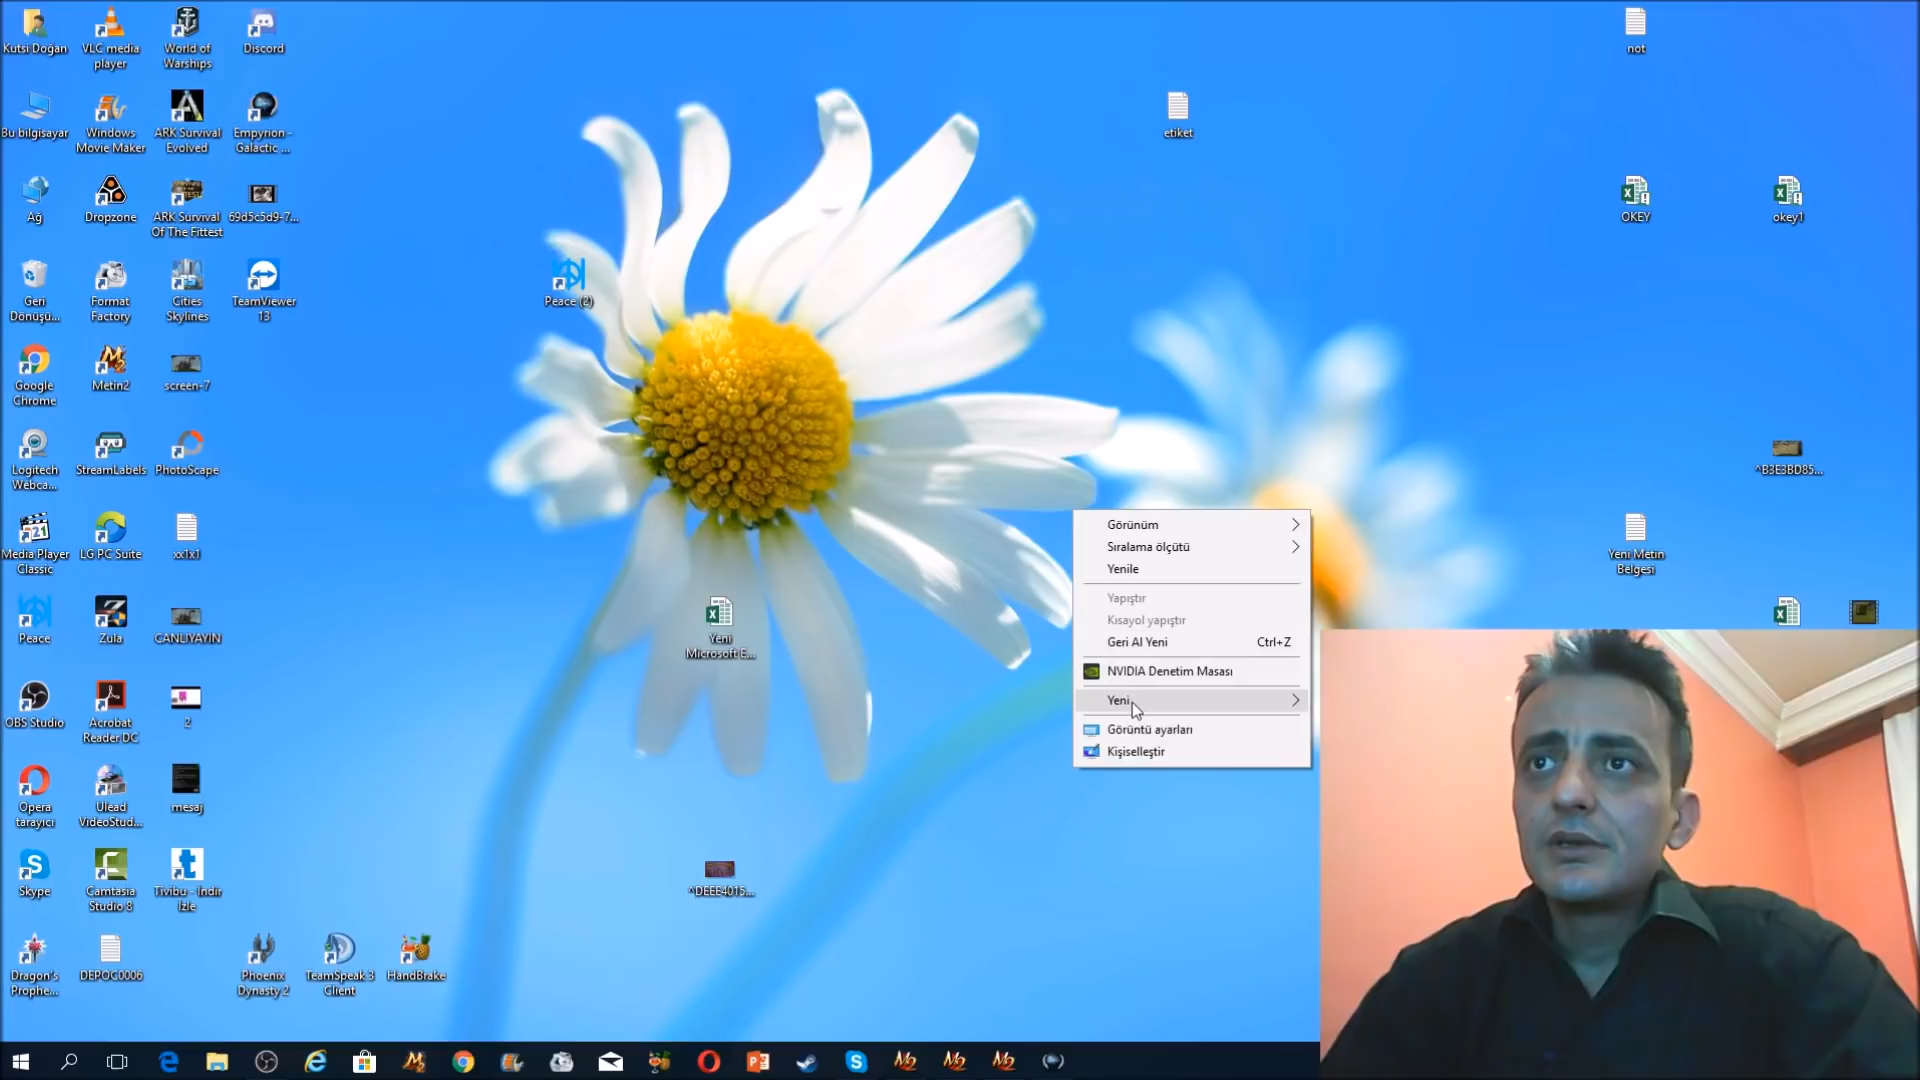 Kutsi Doğan
VLC media
player
World of
Warships
Discord
not
etiket
Bu bilgisayar
Windows
Movie Maker
ARK Survival
Evolved
Empyrion -
Galactic ...
Ağ
Dropzone
ARK Survival
Of The Fittest
69d5c5d9-7...
OKEY
okey1
Geri
Dönüşü...
Format
Factory
Cities
Skylines
TeamViewer
13
Peace (2)
Google
Chrome
Metin2
screen-7
Logitech
Webca...
StreamLabels
PhotoScape
^B3E3BD85...
Media Player
Classic
LG PC Suite
xx1x1
Yeni Metin
Belgesi
Peace
Zula
CANLIYAYIN
Yeni
Microsoft E...
Görünüm
Sıralama ölçütü
Yenile
Yapıştır
Kısayol yapıştır
Geri Al Yeni Ctrl+Z
NVIDIA Denetim Masası
Yeni
Görüntü ayarları
Kişiselleştir
OBS Studio
Acrobat
Reader DC
2
Opera
tarayıcı
Ulead
VideoStud...
mesaj
Skype
Camtasia
Studio 8
Tivibu - İndir
İzle
^DEEE4015...
Dragon's
Prophe...
DEPOG0006
Phoenix
Dynasty 2
TeamSpeak 3
Client
HandBrake